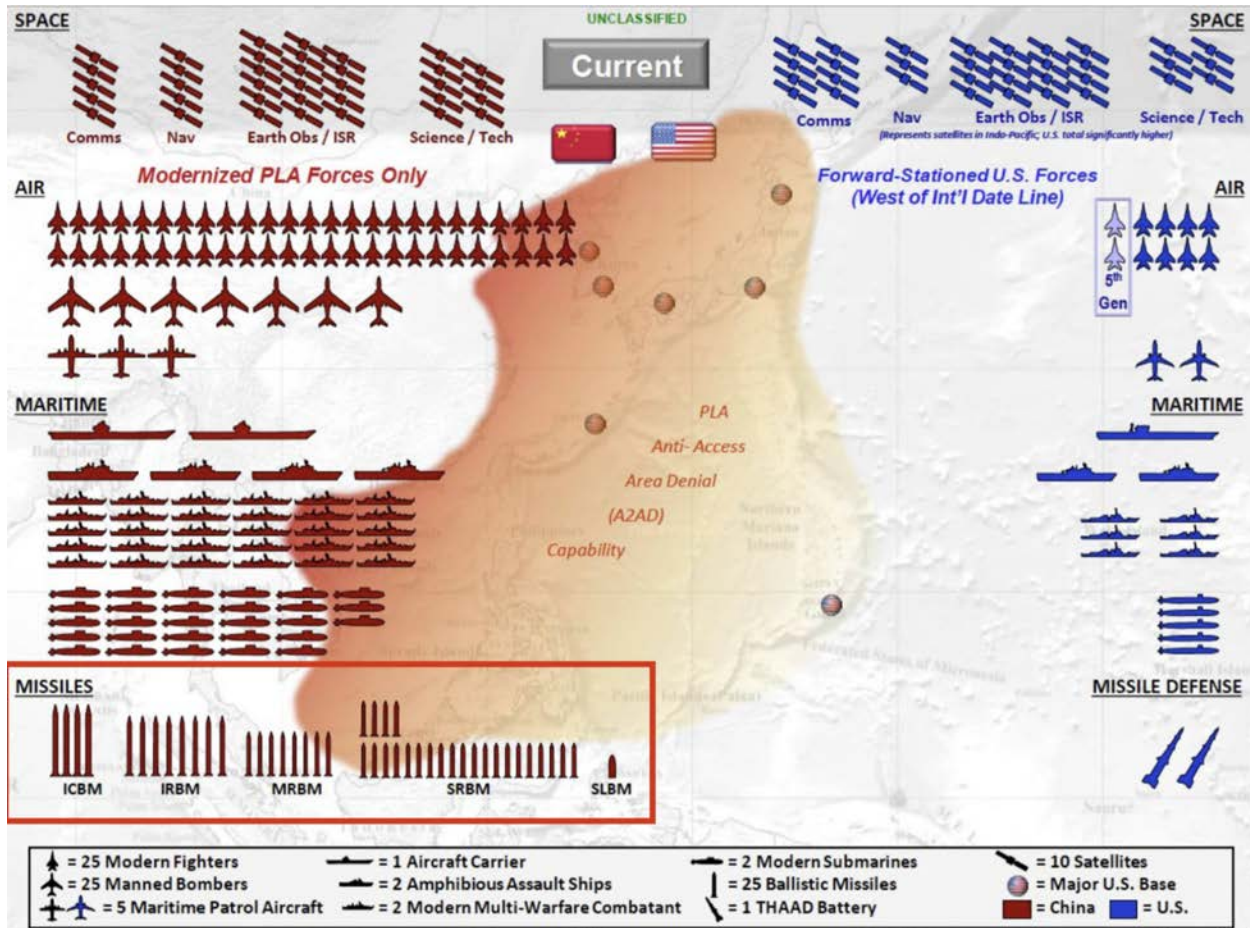 SPACE
UNCLASSIFIED
SPACE
Current
Comms
Nav
Earth Obs / ISR
Science / Tech
Comms
Nav
Earth Obs / ISR
Science / Tech
(Represents satellites in Indo-Pacific; U.S. total significantly higher)
Modernized PLA Forces Only
Forward-Stationed U.S. Forces
(West of Int'l Date Line)
AIR
AIR
5th
Gen
MARITIME
MARITIME
PLA
Anti- Access
Area Denial
(A2AD)
Capability
Philippines
Northern
Mariana
Islands
Federated States of Micronesia
MISSILES
MISSILE DEFENSE
ICBM
IRBM
MRBM
SRBM
SLBM
= 25 Modern Fighters
= 1 Aircraft Carrier
= 2 Modern Submarines
= 10 Satellites
= 25 Manned Bombers
= 2 Amphibious Assault Ships
= 25 Ballistic Missiles
= Major U.S. Base
= 5 Maritime Patrol Aircraft
= 2 Modern Multi-Warfare Combatant
= 1 THAAD Battery
= China
= U.S.